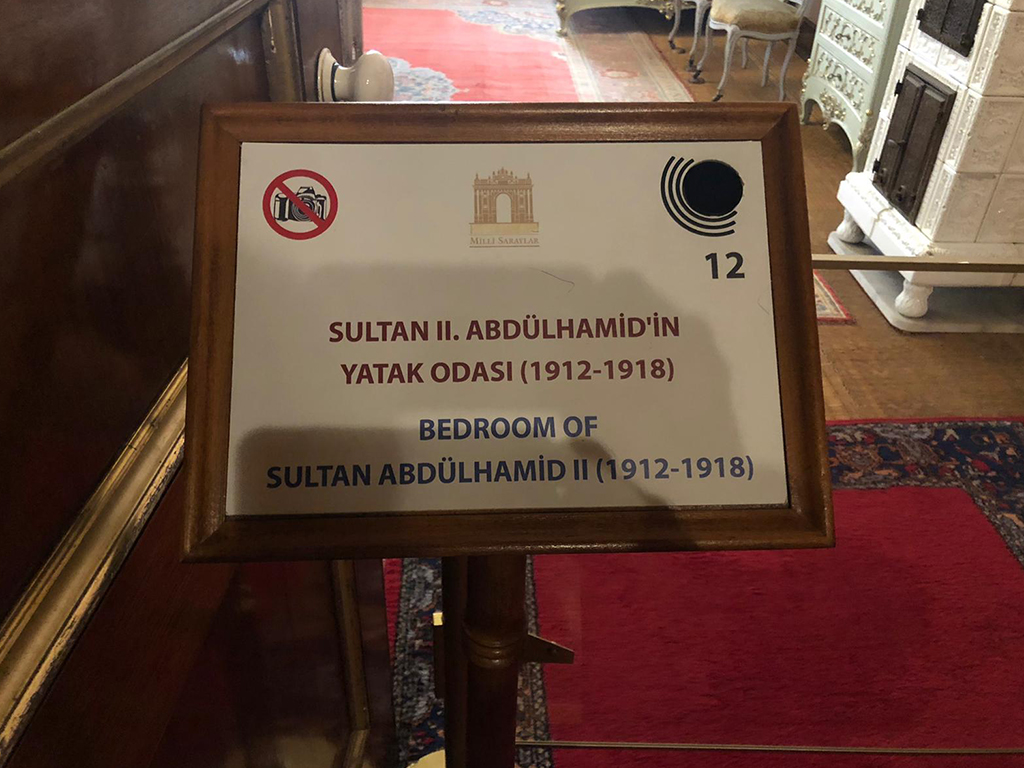 MİLLİ SARAYLAR
12
SULTAN II. ABDÜLHAMİD'İN
YATAK ODASI (1912-1918)
BEDROOM OF
SULTAN ABDÜLHAMİD II (1912-1918)